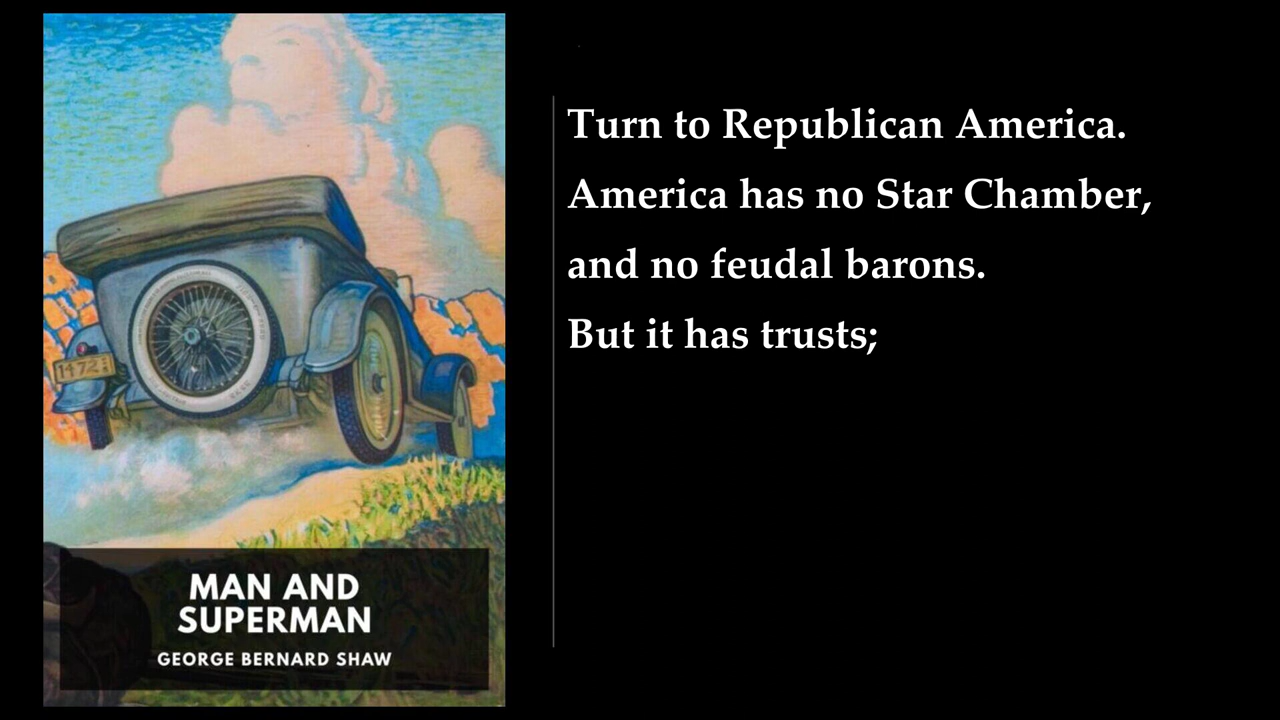 Turn to Republican America.
America has no Star Chamber,
and no feudal barons.
But it has trusts;
1472
MAN AND
SUPERMAN
GEORGE BERNARD SHAW